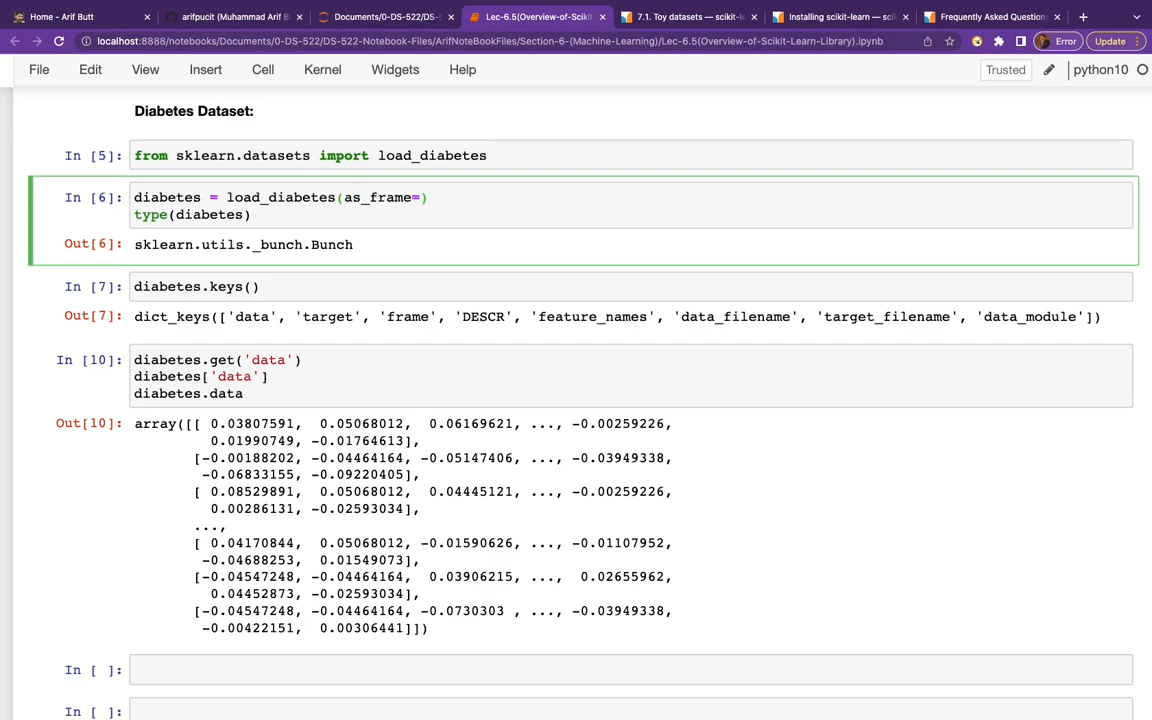 Home - Arif Butt
arifpucit (Muhammad Arif B
Documents/0-DS-522/DS-5
Lec-6.5(Overview-of-Scikit
7.1. Toy datasets — scikit-l
Installing scikit-learn — scik
Frequently Asked Questions
localhost:8888/notebooks/Documents/0-DS-522/DS-522-Notebook-Files/ArifNoteBookFiles/Section-6-(Machine-Learning)/Lec-6.5(Overview-of-Scikit-Learn-Library).ipynb
Error
Update
File Edit View Insert Cell Kernel Widgets Help
Trusted
python10
Diabetes Dataset:
In [5]: from sklearn.datasets import load_diabetes
In [6]: diabetes = load_diabetes(as_frame=)
type(diabetes)
Out[6]: sklearn.utils._bunch.Bunch
In [7]: diabetes.keys()
Out[7]: dict_keys(['data', 'target', 'frame', 'DESCR', 'feature_names', 'data_filename', 'target_filename', 'data_module'])
In [10]: diabetes.get('data')
diabetes['data']
diabetes.data
Out[10]: array([[ 0.03807591, 0.05068012, 0.06169621, ..., -0.00259226,
0.01990749, -0.01764613],
[-0.00188202, -0.04464164, -0.05147406, ..., -0.03949338,
-0.06833155, -0.09220405],
[ 0.08529891, 0.05068012, 0.04445121, ..., -0.00259226,
0.00286131, -0.02593034],
...,
[ 0.04170844, 0.05068012, -0.01590626, ..., -0.01107952,
-0.04688253, 0.01549073],
[-0.04547248, -0.04464164, 0.03906215, ..., 0.02655962,
0.04452873, -0.02593034],
[-0.04547248, -0.04464164, -0.0730303 , ..., -0.03949338,
-0.00422151, 0.00306441]])
In [ ]:
In [ ]: